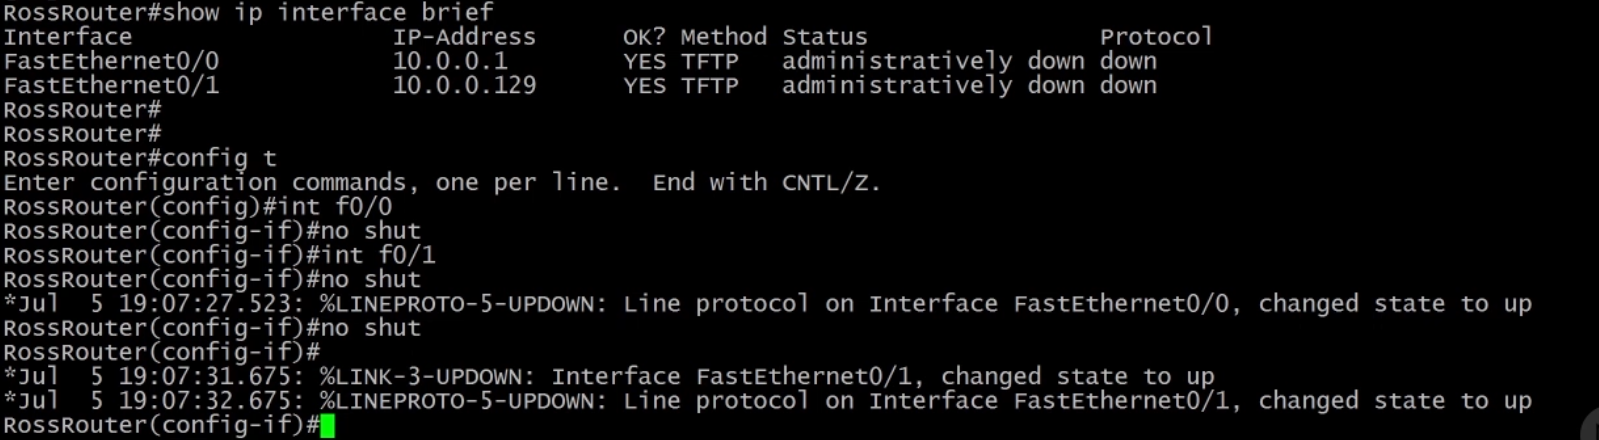 RossRouter#show ip interface brief
Interface                  IP-Address      OK? Method Status                Protocol
FastEthernet0/0            10.0.0.1        YES TFTP   administratively down down
FastEthernet0/1            10.0.0.129      YES TFTP   administratively down down
RossRouter#
RossRouter#
RossRouter#config t
Enter configuration commands, one per line.  End with CNTL/Z.
RossRouter(config)#int f0/0
RossRouter(config-if)#no shut
RossRouter(config-if)#int f0/1
RossRouter(config-if)#no shut
*Jul  5 19:07:27.523: %LINEPROTO-5-UPDOWN: Line protocol on Interface FastEthernet0/0, changed state to up
RossRouter(config-if)#no shut
RossRouter(config-if)#
*Jul  5 19:07:31.675: %LINK-3-UPDOWN: Interface FastEthernet0/1, changed state to up
*Jul  5 19:07:32.675: %LINEPROTO-5-UPDOWN: Line protocol on Interface FastEthernet0/1, changed state to up
RossRouter(config-if)#